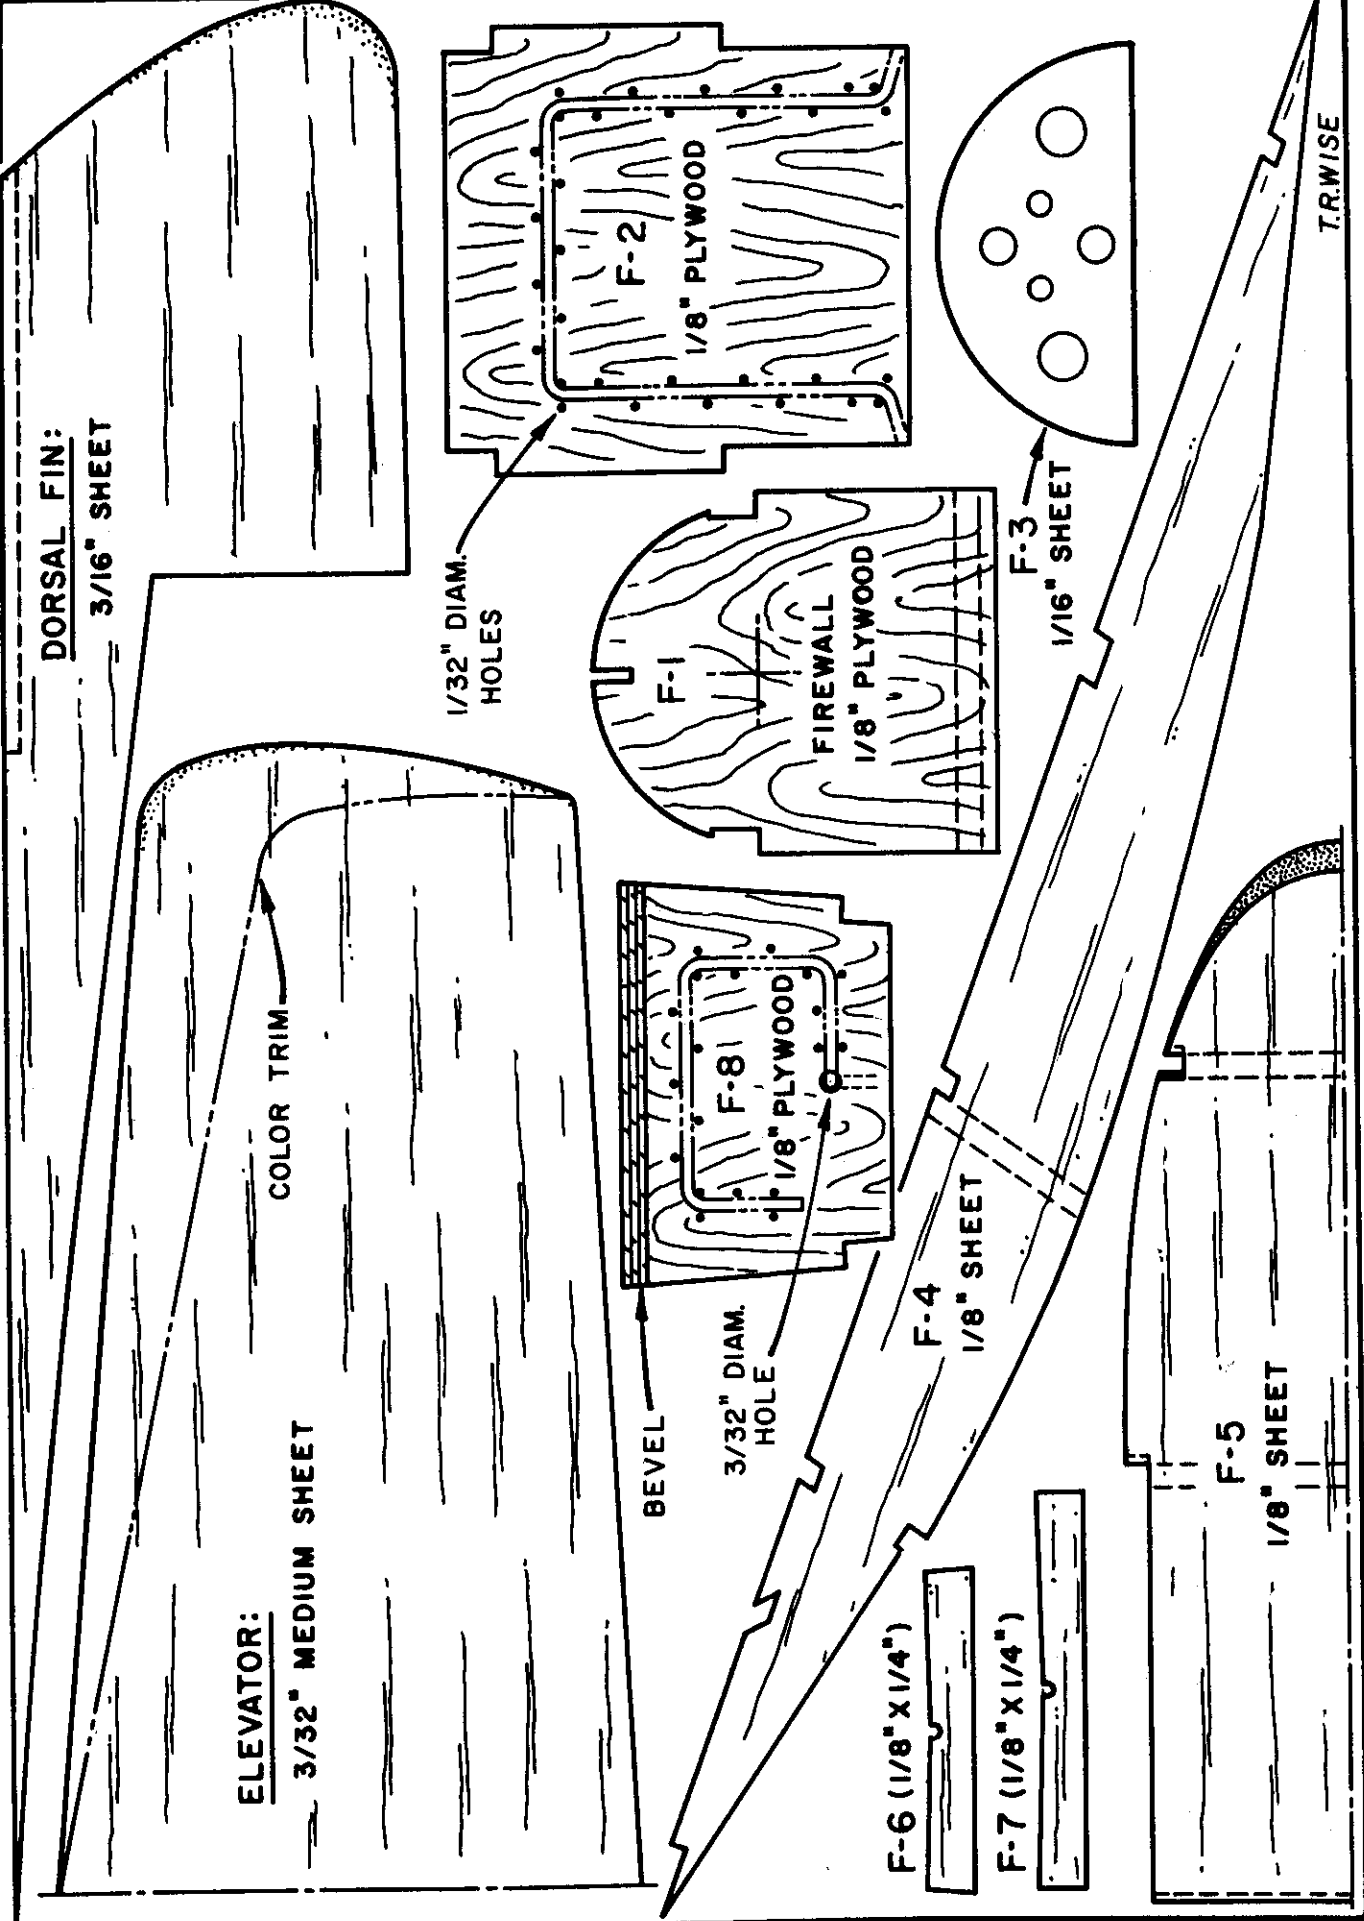 DORSAL FIN:
3/16" SHEET
ELEVATOR:
3/32" MEDIUM SHEET
COLOR TRIM
1/32" DIAM.
HOLES
F-2
1/8" PLYWOOD
F-1
FIREWALL
1/8" PLYWOOD
F-3
1/16" SHEET
F-8
1/8" PLYWOOD
BEVEL
3/32" DIAM.
HOLE
F-4
1/8" SHEET
F-5
1/8" SHEET
F-6 (1/8" X 1/4")
F-7 (1/8" X 1/4")
T.R.WISE